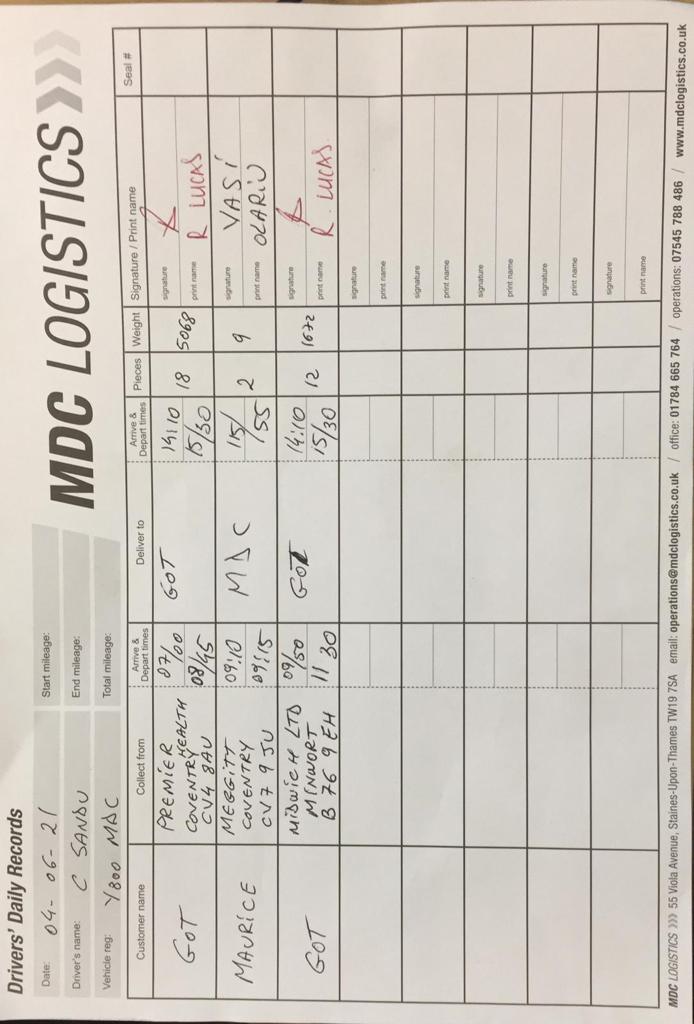 Drivers' Daily Records
Date: 04-06-21 Start mileage:
Driver's name: C SANDU End mileage:
Vehicle reg: Y800 MDC Total mileage:
MDC LOGISTICS
Customer name Collect from Arrive & Depart times Deliver to Arrive & Depart times Pieces Weight Signature / Print name Seal #
GOT PREMIER HEALTH COVENTRY CV4 8AU 07/00 08/45 GOT 14:10 15/30 18 5068 signature print name R LUCAS
MAURICE MEGGITT COVENTRY CV7 9JU 09:10 09:15 MDC 115/ /55 2 9 signature VASI print name OLARIU
GOT MIDWICH LTD MINWORT B 76 9 EH 09/50 11 30 GOT 14:10 15/30 12 1672 signature print name R. LUCAS.
signature
print name
signature
print name
signature
print name
signature
print name
signature
print name
MDC LOGISTICS >>> 55 Viola Avenue, Staines-Upon-Thames TW19 7SA email: operations@mdclogistics.co.uk / office: 01784 665 764 / operations: 07545 788 486 / www.mdclogistics.co.uk